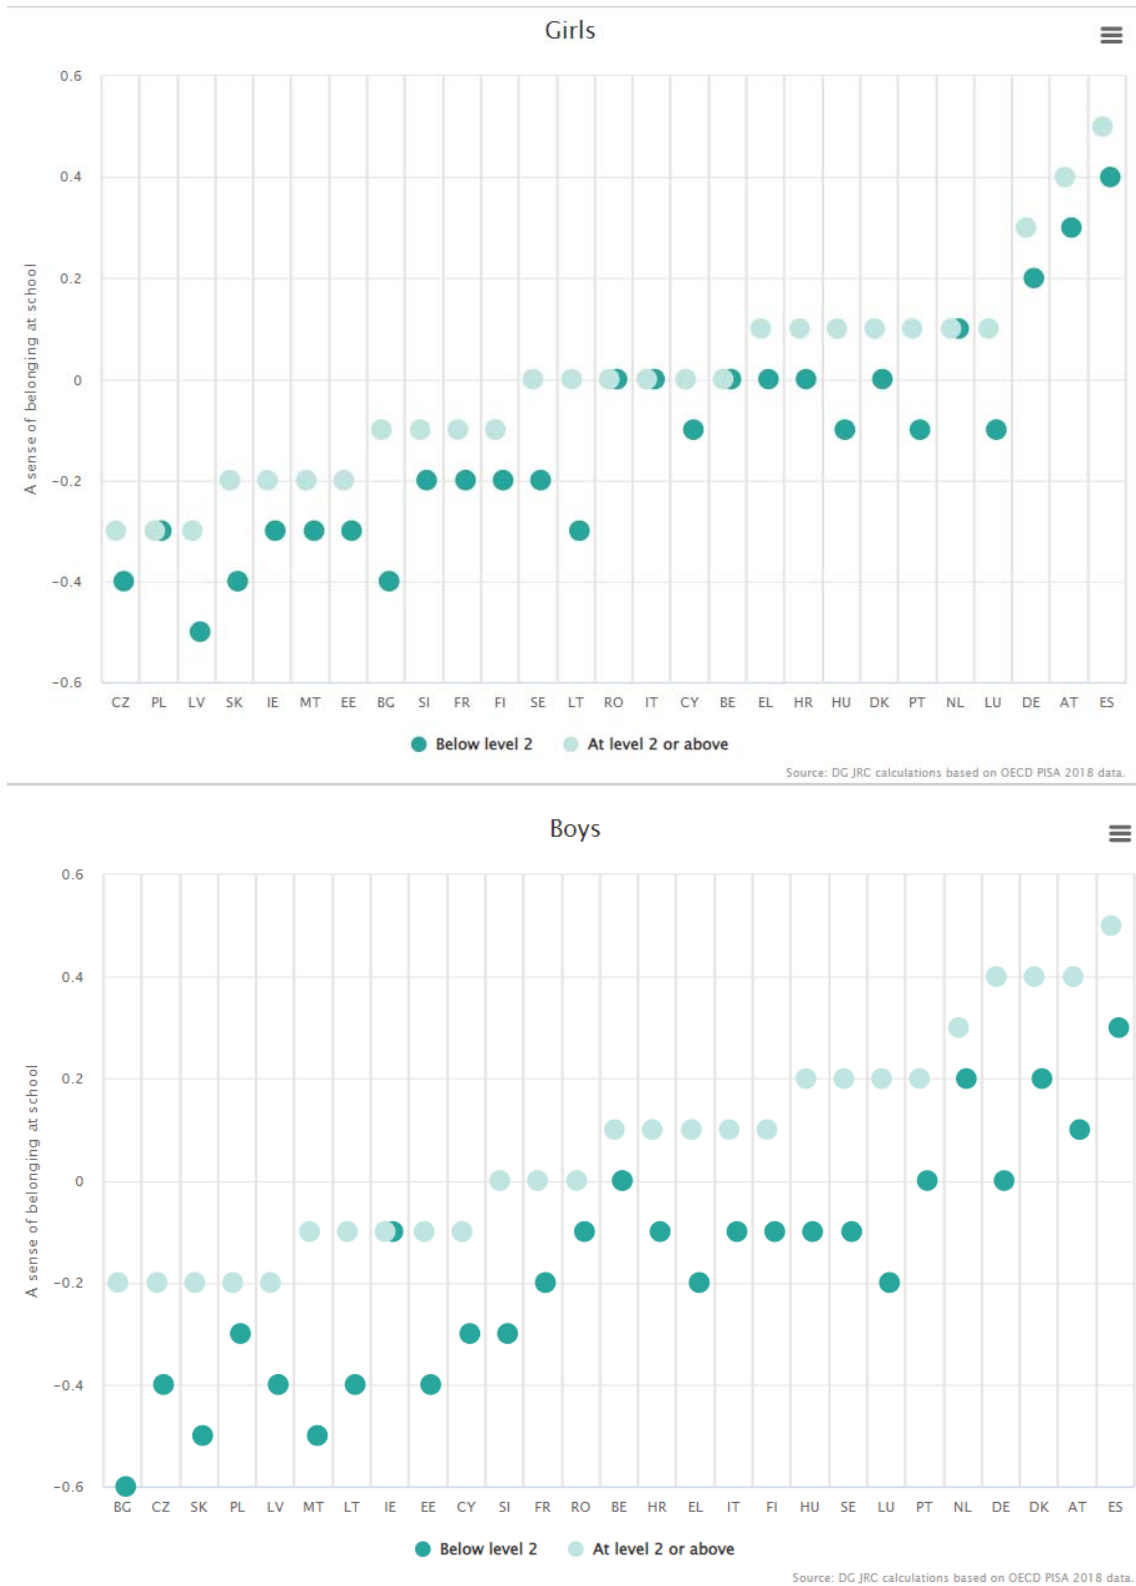 Girls
0.6
0.4
0.2
0
−0.2
−0.4
−0.6
A sense of belonging at school
CZ PL LV SK IE MT EE BG SI FR FI SE LT RO IT CY BE EL HR HU DK PT NL LU DE AT ES
Below level 2 At level 2 or above
Source: DG JRC calculations based on OECD PISA 2018 data.
Boys
0.6
0.4
0.2
0
−0.2
−0.4
−0.6
A sense of belonging at school
BG CZ SK PL LV MT LT IE EE CY SI FR RO BE HR EL IT FI HU SE LU PT NL DE DK AT ES
Below level 2 At level 2 or above
Source: DG JRC calculations based on OECD PISA 2018 data.